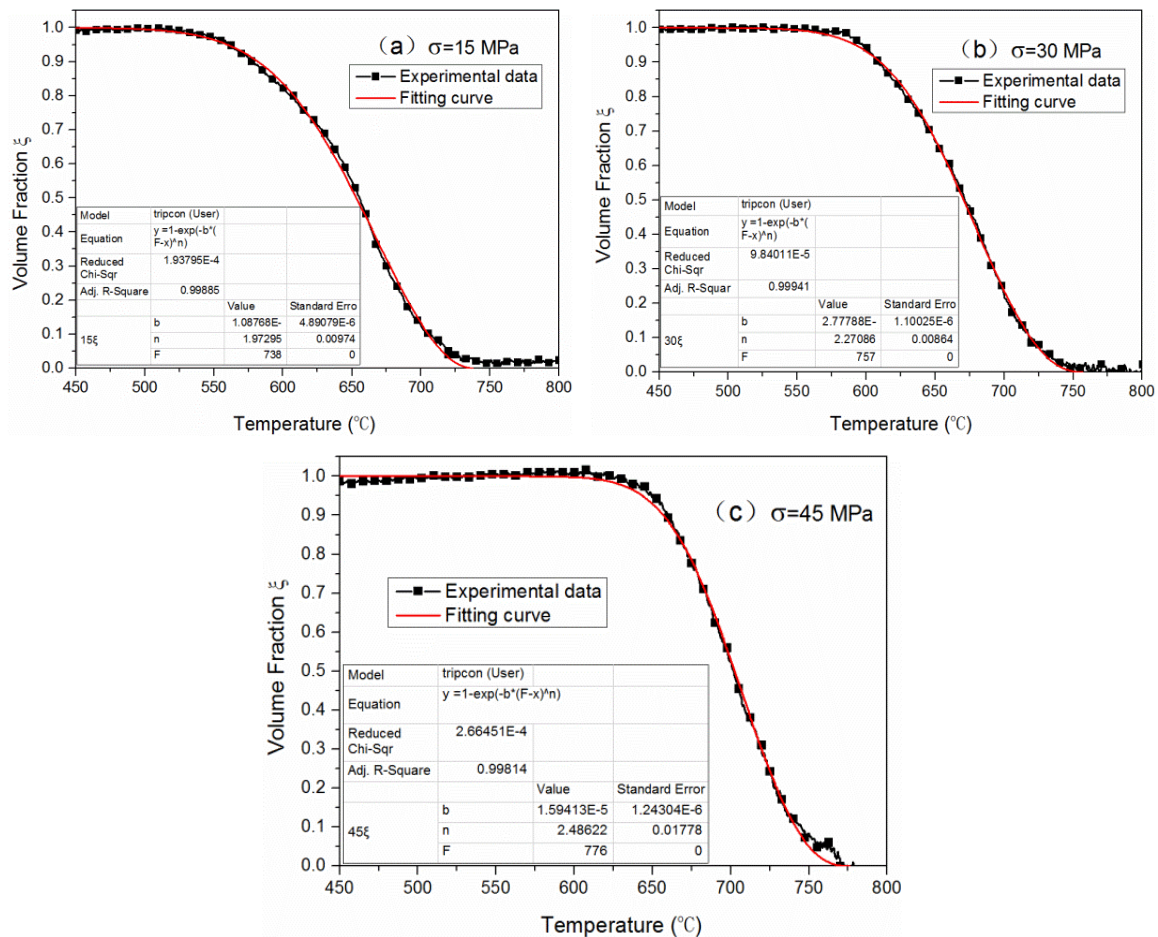 (a) σ=15 MPa
Experimental data
Fitting curve
Volume Fraction ξ
1.0
0.9
0.8
0.7
0.6
0.5
0.4
0.3
0.2
0.1
0.0
Model tripcon (User)
Equation y =1-exp(-b*(
F-x)^n)
Reduced
Chi-Sqr 1.93795E-4
Adj. R-Square 0.99885
Value Standard Erro
b 1.08768E- 4.89079E-6
15ξ n 1.97295 0.00974
F 738 0
450 500 550 600 650 700 750 800
Temperature (℃)
(b) σ=30 MPa
Experimental data
Fitting curve
Volume Fraction ξ
1.0
0.9
0.8
0.7
0.6
0.5
0.4
0.3
0.2
0.1
0.0
Model tripcon (User)
Equation y =1-exp(-b*(
F-x)^n)
Reduced
Chi-Sqr 9.84011E-5
Adj. R-Squar 0.99941
Value Standard Erro
b 2.77788E- 1.10025E-6
30ξ n 2.27086 0.00864
F 757 0
450 500 550 600 650 700 750 800
Temperature (℃)
(c) σ=45 MPa
Experimental data
Fitting curve
Volume Fraction ξ
1.0
0.9
0.8
0.7
0.6
0.5
0.4
0.3
0.2
0.1
0.0
Model tripcon (User)
Equation y =1-exp(-b*(F-x)^n)
Reduced
Chi-Sqr 2.66451E-4
Adj. R-Square 0.99814
Value Standard Error
b 1.59413E-5 1.24304E-6
45ξ n 2.48622 0.01778
F 776 0
450 500 550 600 650 700 750 800
Temperature (℃)